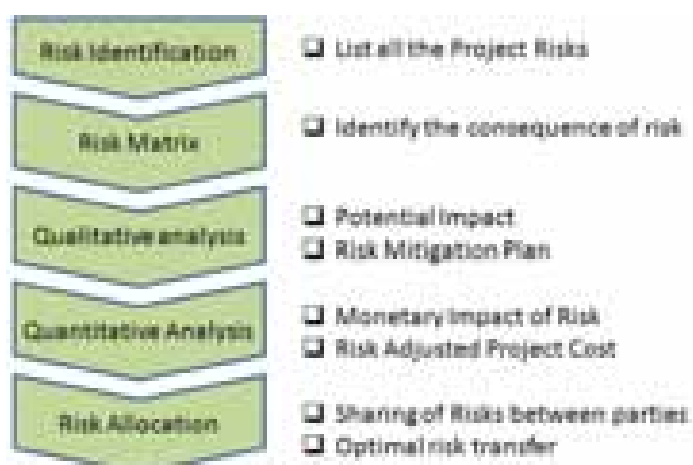 Risk Identification
List all the Project Risks
Risk Matrix
Identify the consequence of risk
Qualitative analysis
Potential Impact
Risk Mitigation Plan
Quantitative Analysis
Monetary Impact of Risk
Risk Adjusted Project Cost
Risk Allocation
Sharing of Risks between parties
Optimal risk transfer